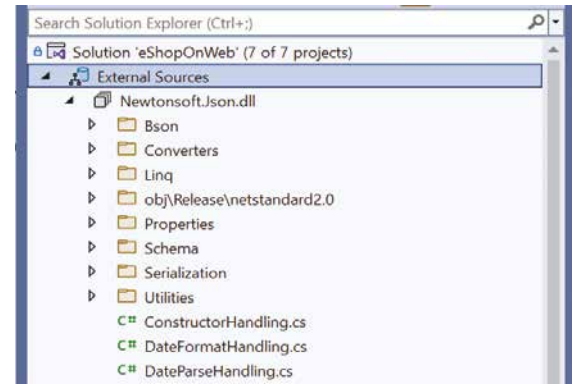 Search Solution Explorer (Ctrl+;)
Solution 'eShopOnWeb' (7 of 7 projects)
External Sources
Newtonsoft.Json.dll
Bson
Converters
Linq
obj\Release\netstandard2.0
Properties
Schema
Serialization
Utilities
C# ConstructorHandling.cs
C# DateFormatHandling.cs
C# DateParseHandling.cs